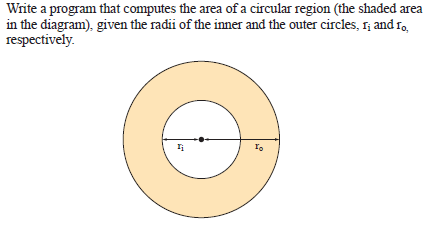 Write a program that computes the area of a circular region (the shaded area
in the diagram), given the radii of the inner and the outer circles, rᵢ and rₒ,
respectively.
rᵢ rₒ